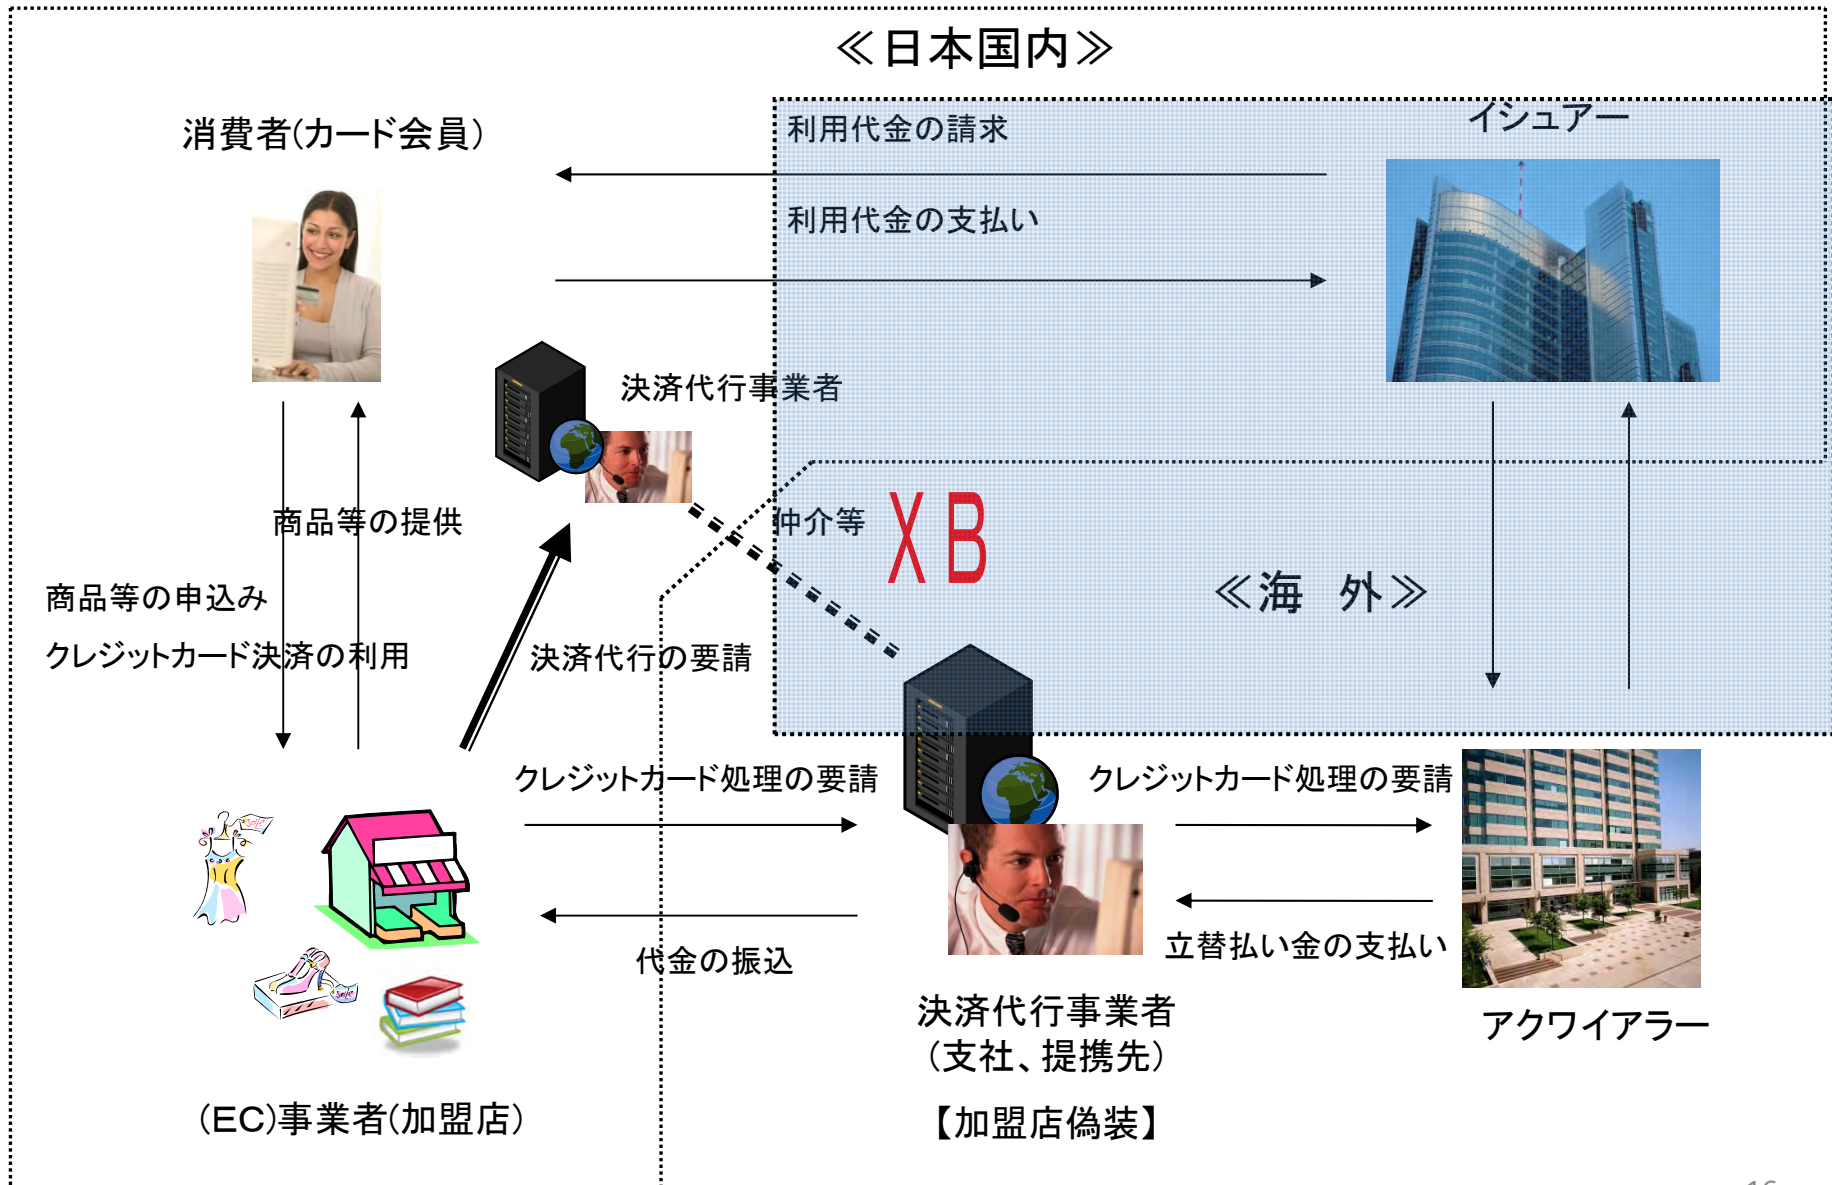 ≪日本国内≫
消費者(カード会員)
利用代金の請求
イシュアー
利用代金の支払い
決済代行事業者
商品等の提供
仲介等
XB
商品等の申込み
≪海 外≫
クレジットカード決済の利用
決済代行の要請
クレジットカード処理の要請
クレジットカード処理の要請
代金の振込
立替払い金の支払い
決済代行事業者
(支社、提携先)
アクワイアラー
(EC)事業者(加盟店)
【加盟店偽装】